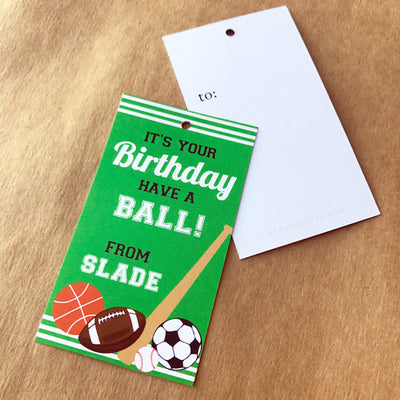 IT'S YOUR
Birthday
HAVE A
BALL!
FROM
SLADE
to: